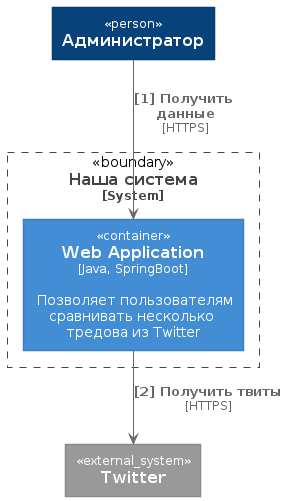 «person»
Администратор
[1] Получить
данные
[HTTPS]
«boundary»
Наша система
[System]
«container»
Web Application
[Java, SpringBoot]
Позволяет пользователям
сравнивать несколько
тредова из Twitter
[2] Получить твиты
[HTTPS]
«external_system»
Twitter